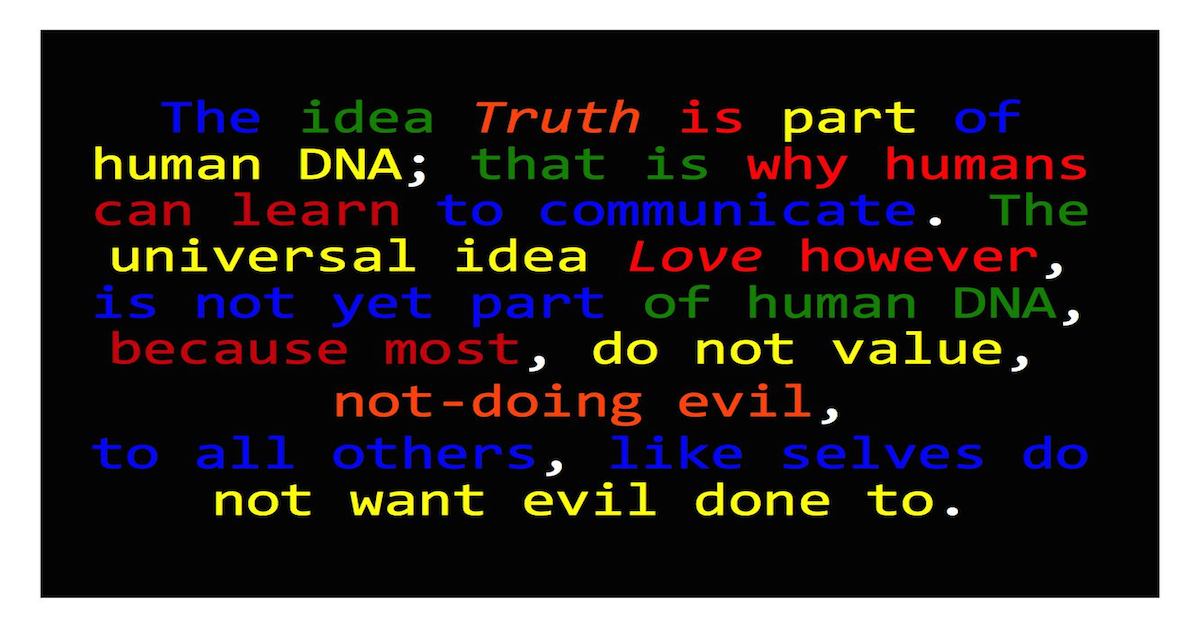 The idea Truth is part of
human DNA; that is why humans
can learn to communicate. The
universal idea Love however,
is not yet part of human DNA,
because most, do not value,
not-doing evil,
to all others, like selves do
not want evil done to.